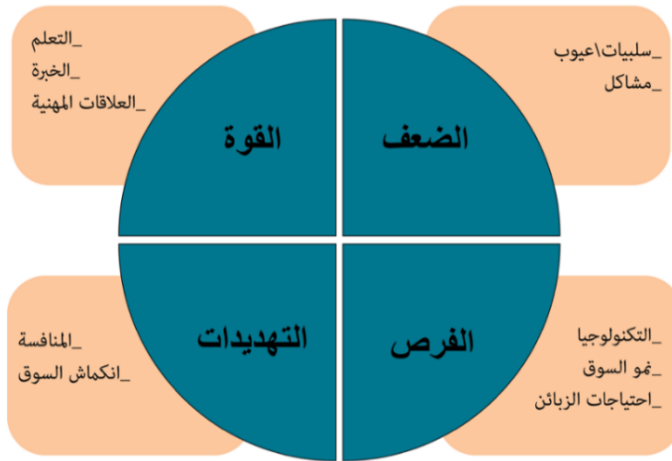 _سلبيات\عيوب
_مشاكل
الضعف
القوة
_التعلم
_الخبرة
_العلاقات المهنية
_التكنولوجيا
_نمو السوق
_احتياجات الزبائن
الفرص
التهديدات
_المنافسة
_انكماش السوق